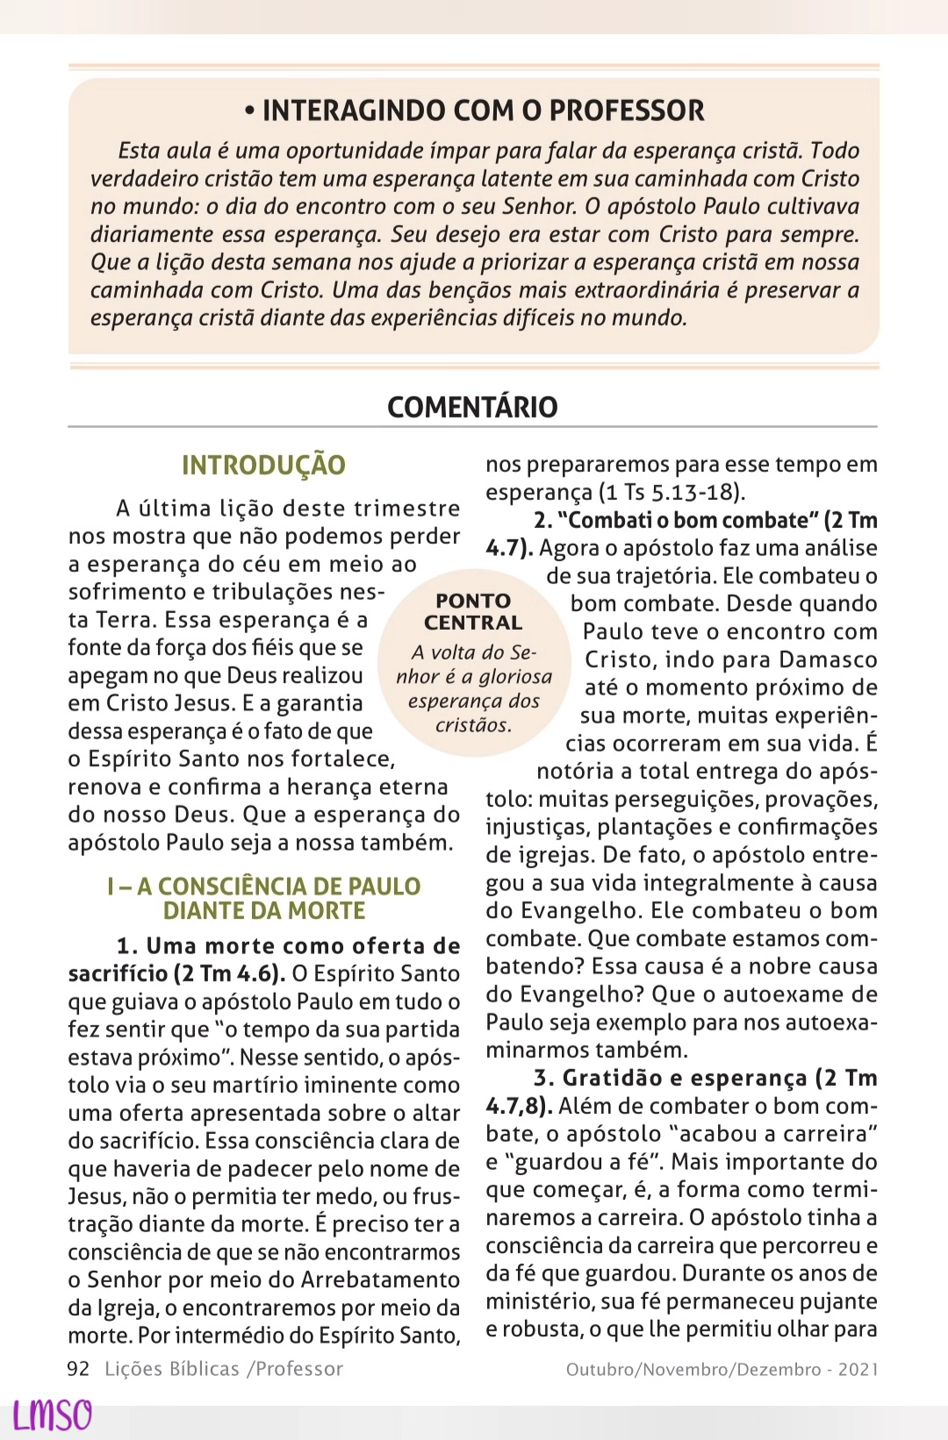 • INTERAGINDO COM O PROFESSOR
Esta aula é uma oportunidade ímpar para falar da esperança cristã. Todo
verdadeiro cristão tem uma esperança latente em sua caminhada com Cristo
no mundo: o dia do encontro com o seu Senhor. O apóstolo Paulo cultivava
diariamente essa esperança. Seu desejo era estar com Cristo para sempre.
Que a lição desta semana nos ajude a priorizar a esperança cristã em nossa
caminhada com Cristo. Uma das bençãos mais extraordinária é preservar a
esperança cristã diante das experiências difíceis no mundo.
COMENTÁRIO
INTRODUÇÃO
A última lição deste trimestre
nos mostra que não podemos perder
a esperança do céu em meio ao
sofrimento e tribulações nes-
ta Terra. Essa esperança é a
fonte da força dos fiéis que se
apegam no que Deus realizou
em Cristo Jesus. E a garantia
dessa esperança é o fato de que
o Espírito Santo nos fortalece,
renova e confirma a herança eterna
do nosso Deus. Que a esperança do
apóstolo Paulo seja a nossa também.
I – A CONSCIÊNCIA DE PAULO
DIANTE DA MORTE
1. Uma morte como oferta de
sacrifício (2 Tm 4.6). O Espírito Santo
que guiava o apóstolo Paulo em tudo o
fez sentir que “o tempo da sua partida
estava próximo”. Nesse sentido, o após-
tolo via o seu martírio iminente como
uma oferta apresentada sobre o altar
do sacrifício. Essa consciência clara de
que haveria de padecer pelo nome de
Jesus, não o permitia ter medo, ou frus-
tração diante da morte. É preciso ter a
consciência de que se não encontrarmos
o Senhor por meio do Arrebatamento
da Igreja, o encontraremos por meio da
morte. Por intermédio do Espírito Santo,
PONTO
CENTRAL
A volta do Se-
nhor é a gloriosa
esperança dos
cristãos.
nos prepararemos para esse tempo em
esperança (1 Ts 5.13-18).
2. “Combati o bom combate” (2 Tm
4.7). Agora o apóstolo faz uma análise
de sua trajetória. Ele combateu o
bom combate. Desde quando
Paulo teve o encontro com
Cristo, indo para Damasco
até o momento próximo de
sua morte, muitas experiên-
cias ocorreram em sua vida. É
notória a total entrega do após-
tolo: muitas perseguições, provações,
injustiças, plantações e confirmações
de igrejas. De fato, o apóstolo entre-
gou a sua vida integralmente à causa
do Evangelho. Ele combateu o bom
combate. Que combate estamos com-
batendo? Essa causa é a nobre causa
do Evangelho? Que o autoexame de
Paulo seja exemplo para nos autoexa-
minarmos também.
3. Gratidão e esperança (2 Tm
4.7,8). Além de combater o bom com-
bate, o apóstolo “acabou a carreira”
e “guardou a fé”. Mais importante do
que começar, é, a forma como termi-
naremos a carreira. O apóstolo tinha a
consciência da carreira que percorreu e
da fé que guardou. Durante os anos de
ministério, sua fé permaneceu pujante
e robusta, o que lhe permitiu olhar para
92 Lições Bíblicas /Professor
Outubro/Novembro/Dezembro - 2021
LMSO